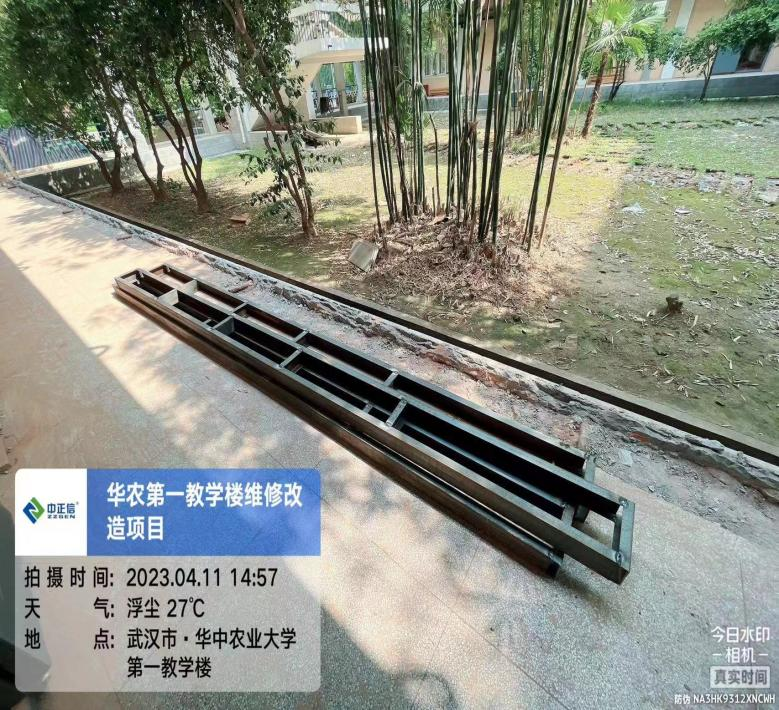 中正信
ZZGEN
华农第一教学楼维修改
造项目
拍摄时间: 2023.04.11 14:57
天 气: 浮尘 27℃
地 点: 武汉市·华中农业大学
第一教学楼
今日水印
相机
真实时间
防伪 NA3HK9312XNCWH